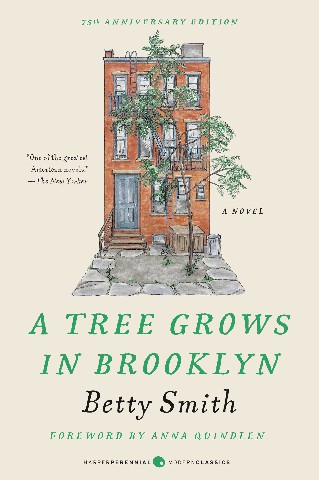 75TH ANNIVERSARY EDITION
"One of the greatest
American novels."
—The New Yorker
A NOVEL
A TREE GROWS
IN BROOKLYN
Betty Smith
FOREWORD BY ANNA QUINDLEN
HARPERPERENNIAL MODERNCLASSICS